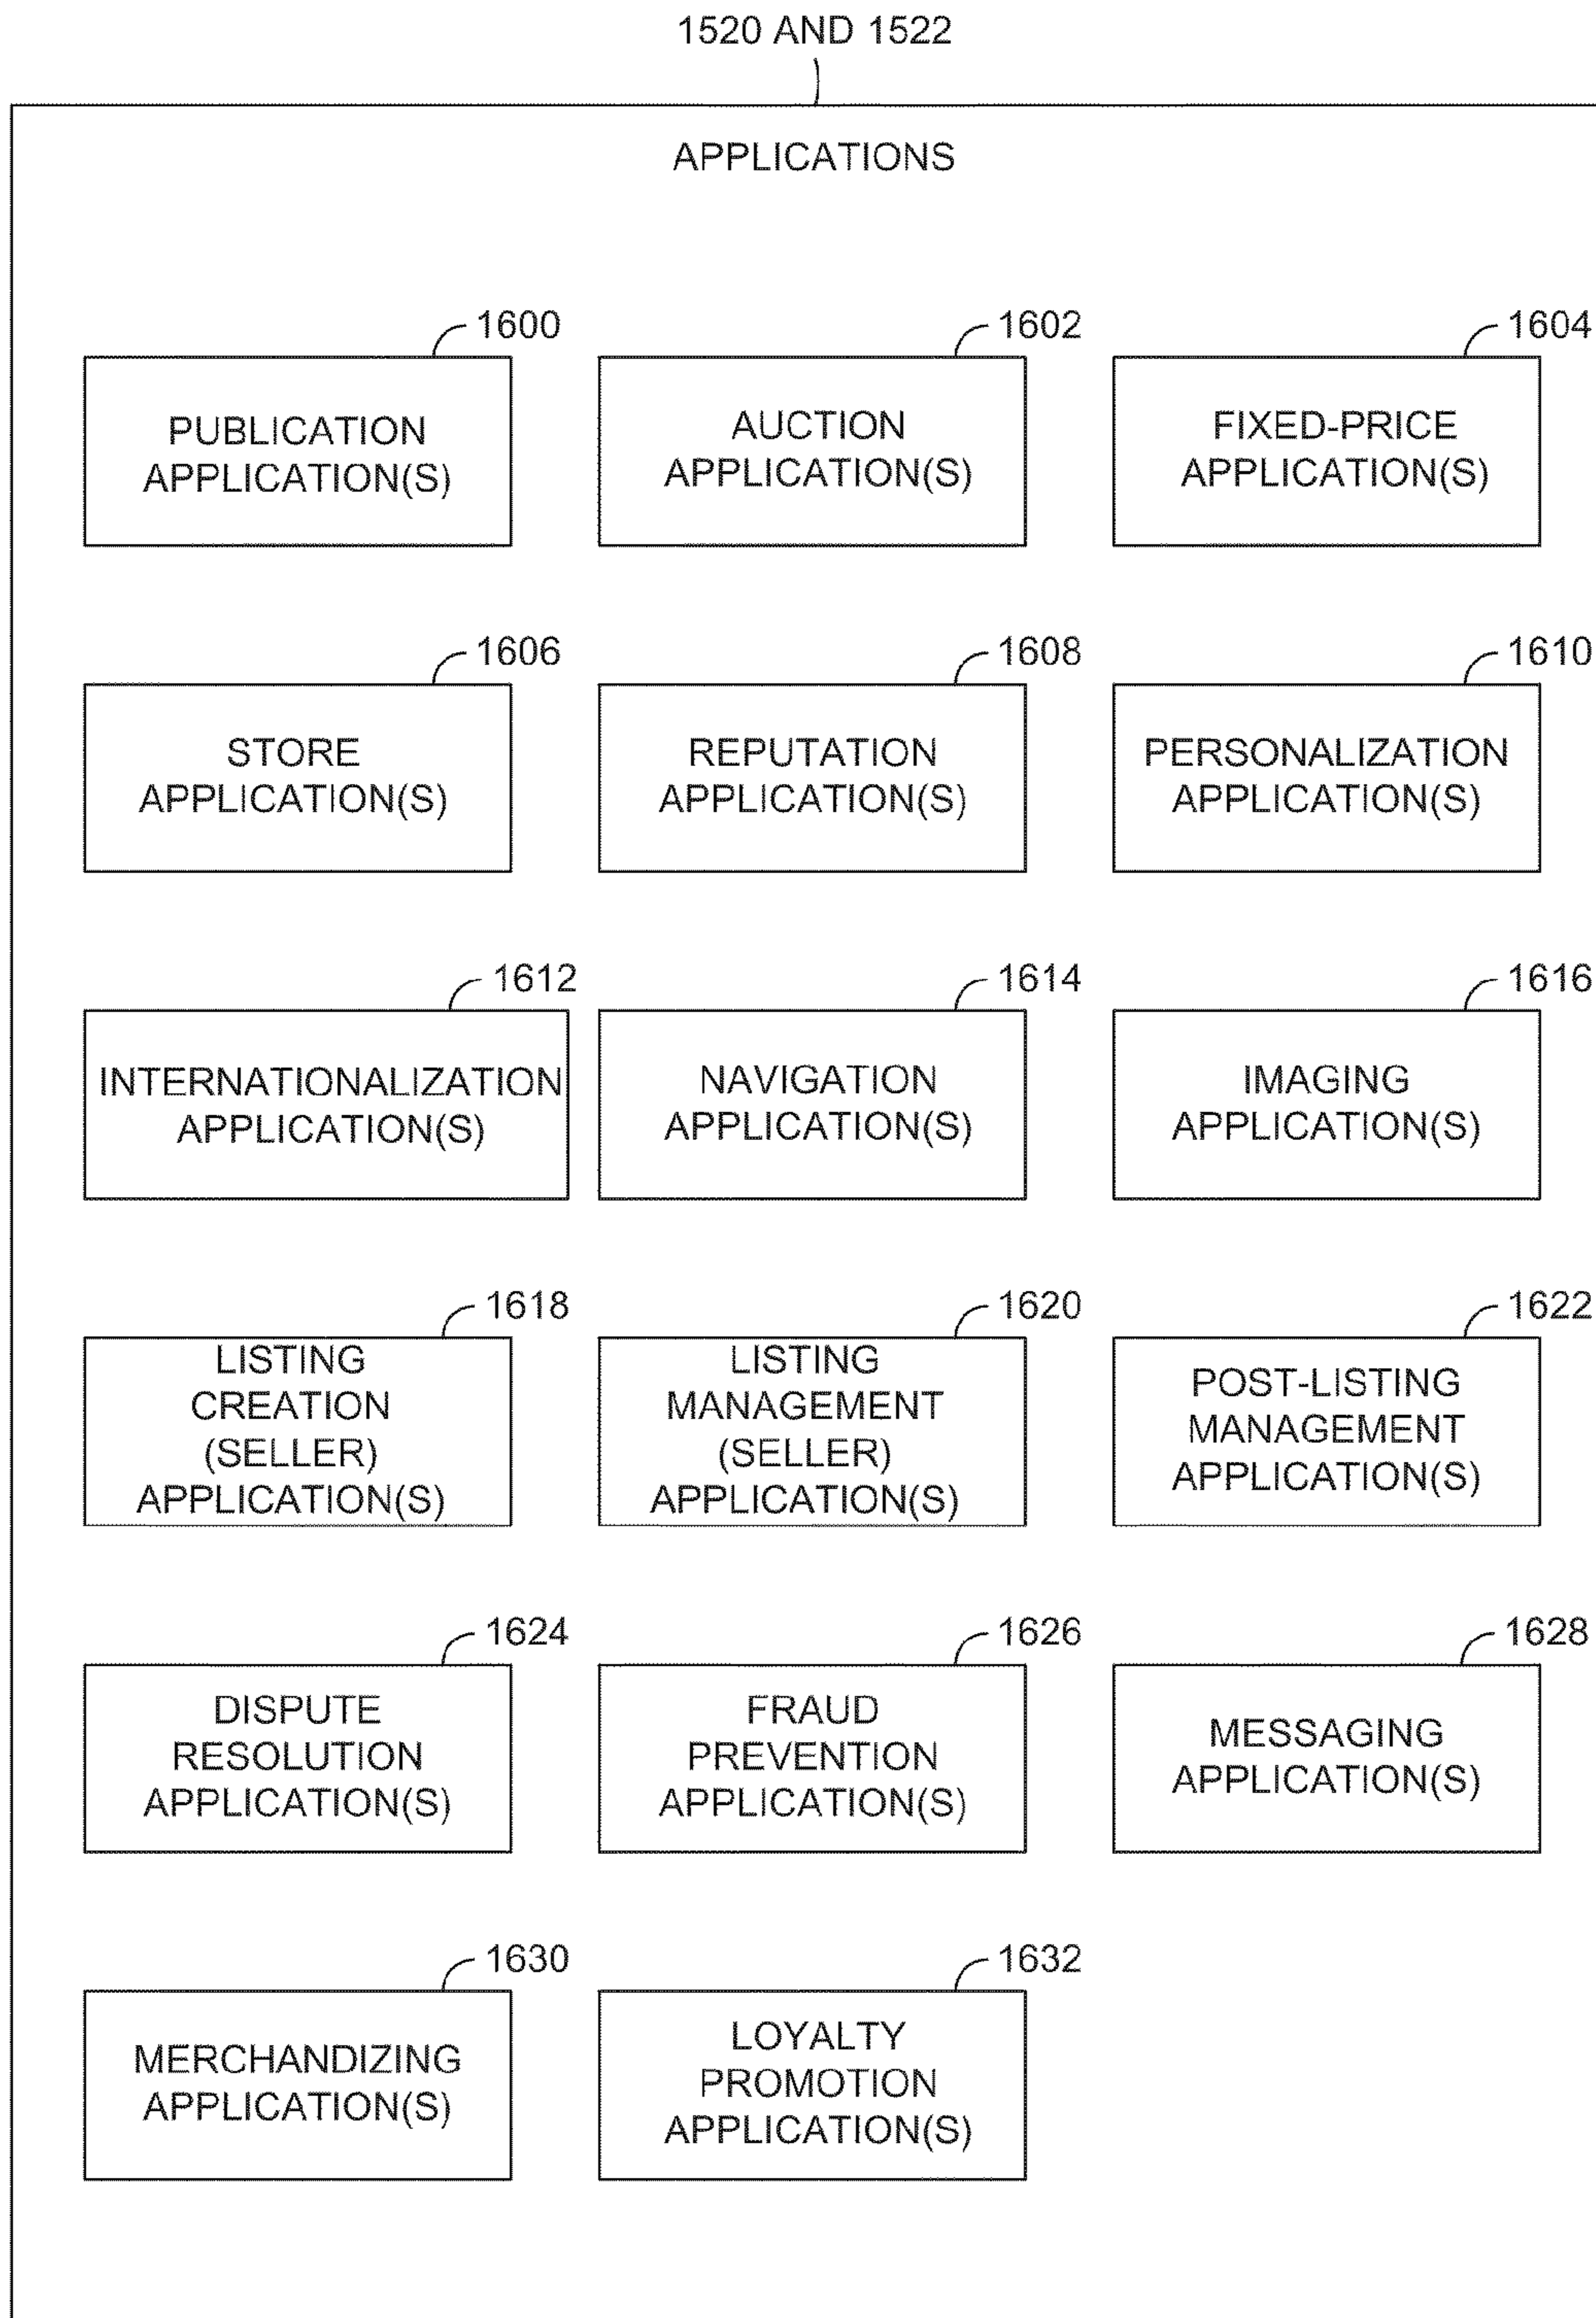 1520 AND 1522
APPLICATIONS
1600
PUBLICATION
APPLICATION(S)
1602
AUCTION
APPLICATION(S)
1604
FIXED-PRICE
APPLICATION(S)
1606
STORE
APPLICATION(S)
1608
REPUTATION
APPLICATION(S)
1610
PERSONALIZATION
APPLICATION(S)
1612
INTERNATIONALIZATION
APPLICATION(S)
1614
NAVIGATION
APPLICATION(S)
1616
IMAGING
APPLICATION(S)
1618
LISTING
CREATION
(SELLER)
APPLICATION(S)
1620
LISTING
MANAGEMENT
(SELLER)
APPLICATION(S)
1622
POST-LISTING
MANAGEMENT
APPLICATION(S)
1624
DISPUTE
RESOLUTION
APPLICATION(S)
1626
FRAUD
PREVENTION
APPLICATION(S)
1628
MESSAGING
APPLICATION(S)
1630
MERCHANDIZING
APPLICATION(S)
1632
LOYALTY
PROMOTION
APPLICATION(S)